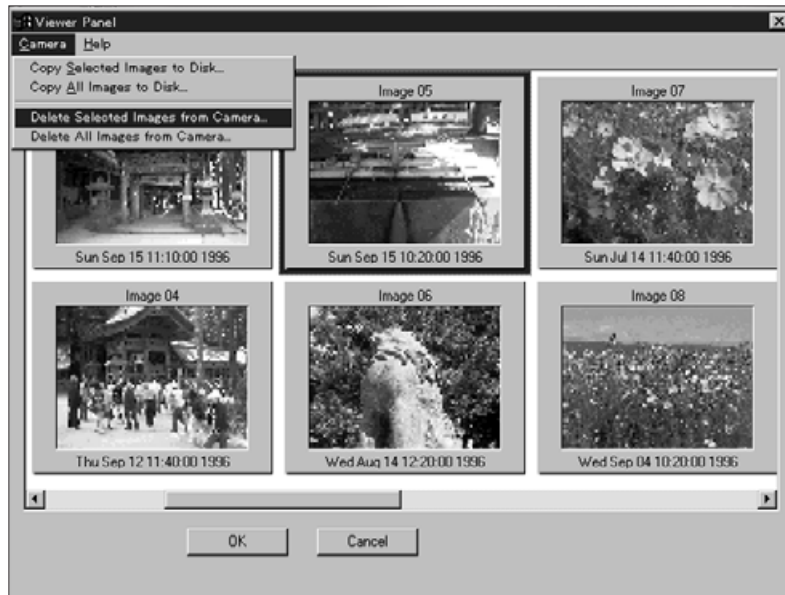 Viewer Panel
Camera Help
Copy Selected Images to Disk...
Copy All Images to Disk...
Delete Selected Images from Camera...
Delete All Images from Camera...
Image 05
Image 07
Sun Sep 15 11:10:00 1996
Sun Sep 15 10:20:00 1996
Sun Jul 14 11:40:00 1996
Image 04
Image 06
Image 08
Thu Sep 12 11:40:00 1996
Wed Aug 14 12:20:00 1996
Wed Sep 04 10:20:00 1996
OK
Cancel